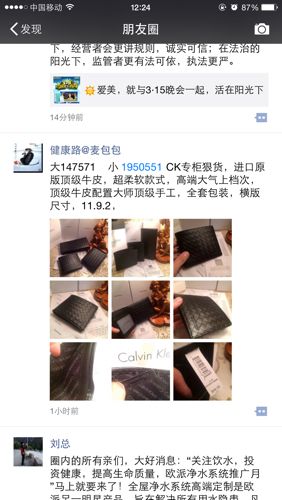 中国移动
12:24
87%
发现
朋友圈
下，经营者会更讲规则，诚实可信；在法治的
阳光下，监管者更有法可依，执法更严。
爱美，就与3·15晚会一起，活在阳光下
14分钟前
健康路@麦包包
大147571 小 1950551 CK专柜狠货，进口原
版顶级牛皮，超柔软款式，高端大气上档次，
顶级牛皮配置大师顶级手工，全套包装，横版
尺寸，11.9.2，
Calvin Kle
1小时前
刘总
圈内的所有亲们，大好消息：“关注饮水，投
资健康，提高生命质量，欧派净水系统推广月
”马上就要来了！全屋净水系统高端定制是欧